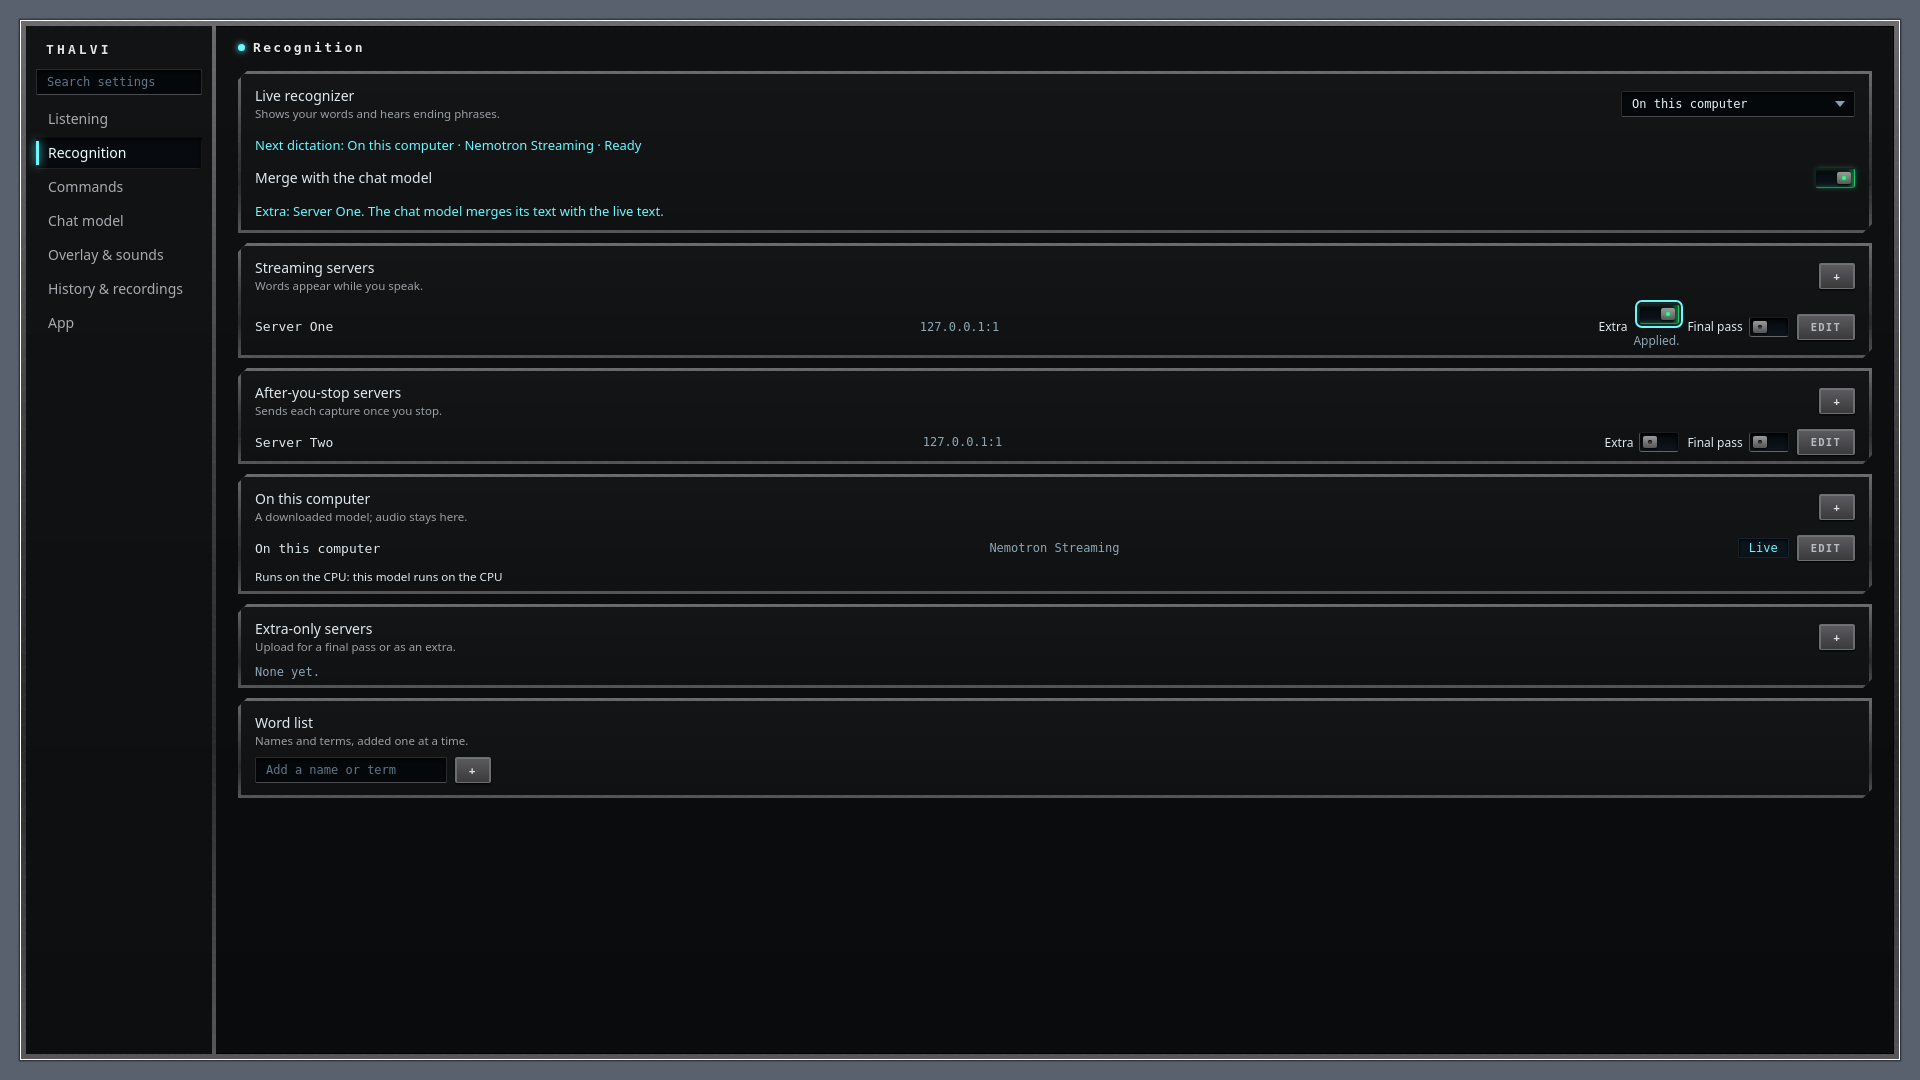 THALVI
Search settings
Listening
Recognition
Commands
Chat model
Overlay & sounds
History & recordings
App
Recognition
Live recognizer
Shows your words and hears ending phrases.
On this computer
Next dictation: On this computer · Nemotron Streaming · Ready
Merge with the chat model
Extra: Server One. The chat model merges its text with the live text.
Streaming servers
Words appear while you speak.
+
Server One 127.0.0.1:1 Extra Final pass EDIT
Applied.
After-you-stop servers
Sends each capture once you stop.
+
Server Two 127.0.0.1:1 Extra Final pass EDIT
On this computer
A downloaded model; audio stays here.
+
On this computer Nemotron Streaming Live EDIT
Runs on the CPU: this model runs on the CPU
Extra-only servers
Upload for a final pass or as an extra.
+
None yet.
Word list
Names and terms, added one at a time.
Add a name or term +